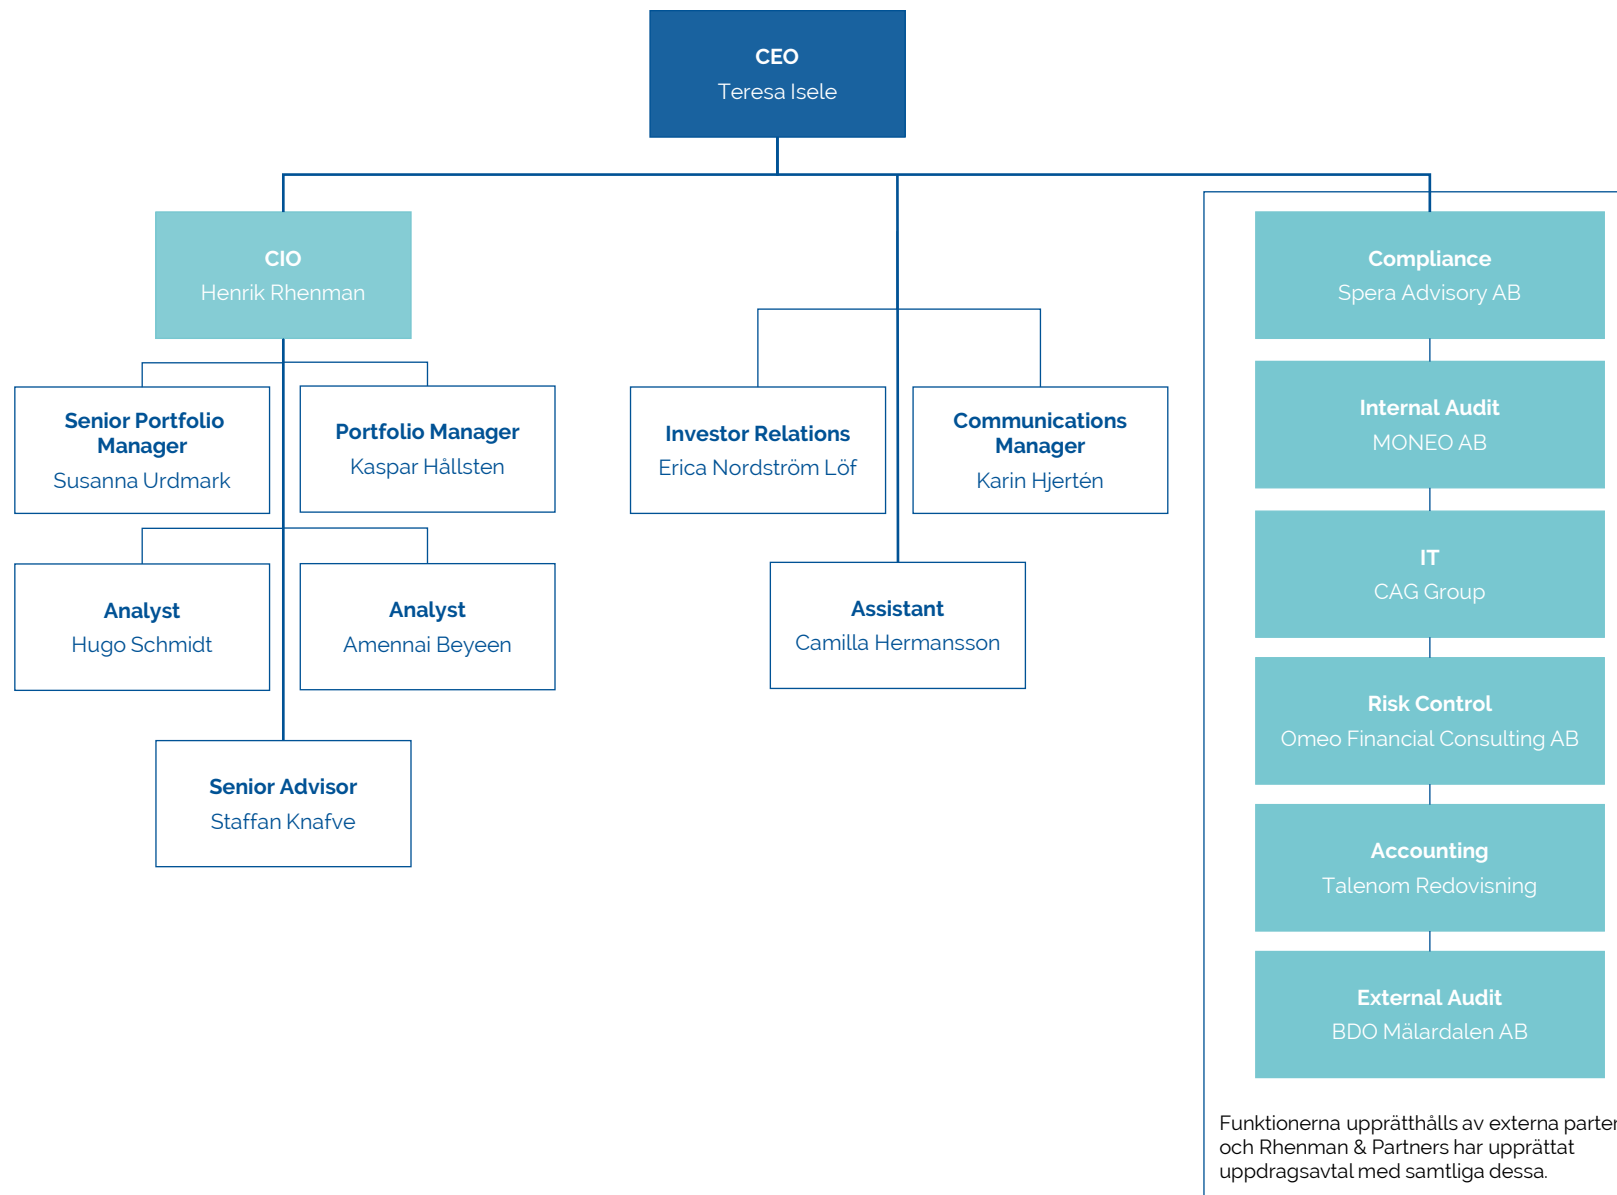 CEO
Teresa Isele
CIO
Henrik Rhenman
Senior Portfolio
Manager
Susanna Urdmark
Portfolio Manager
Kaspar Hållsten
Analyst
Hugo Schmidt
Analyst
Amennai Beyeen
Senior Advisor
Staffan Knafve
Investor Relations
Erica Nordström Löf
Communications
Manager
Karin Hjertén
Assistant
Camilla Hermansson
Compliance
Spera Advisory AB
Internal Audit
MONEO AB
IT
CAG Group
Risk Control
Omeo Financial Consulting AB
Accounting
Talenom Redovisning
External Audit
BDO Mälardalen AB
Funktionerna upprätthålls av externa parter
och Rhenman & Partners har upprättat
uppdragsavtal med samtliga dessa.